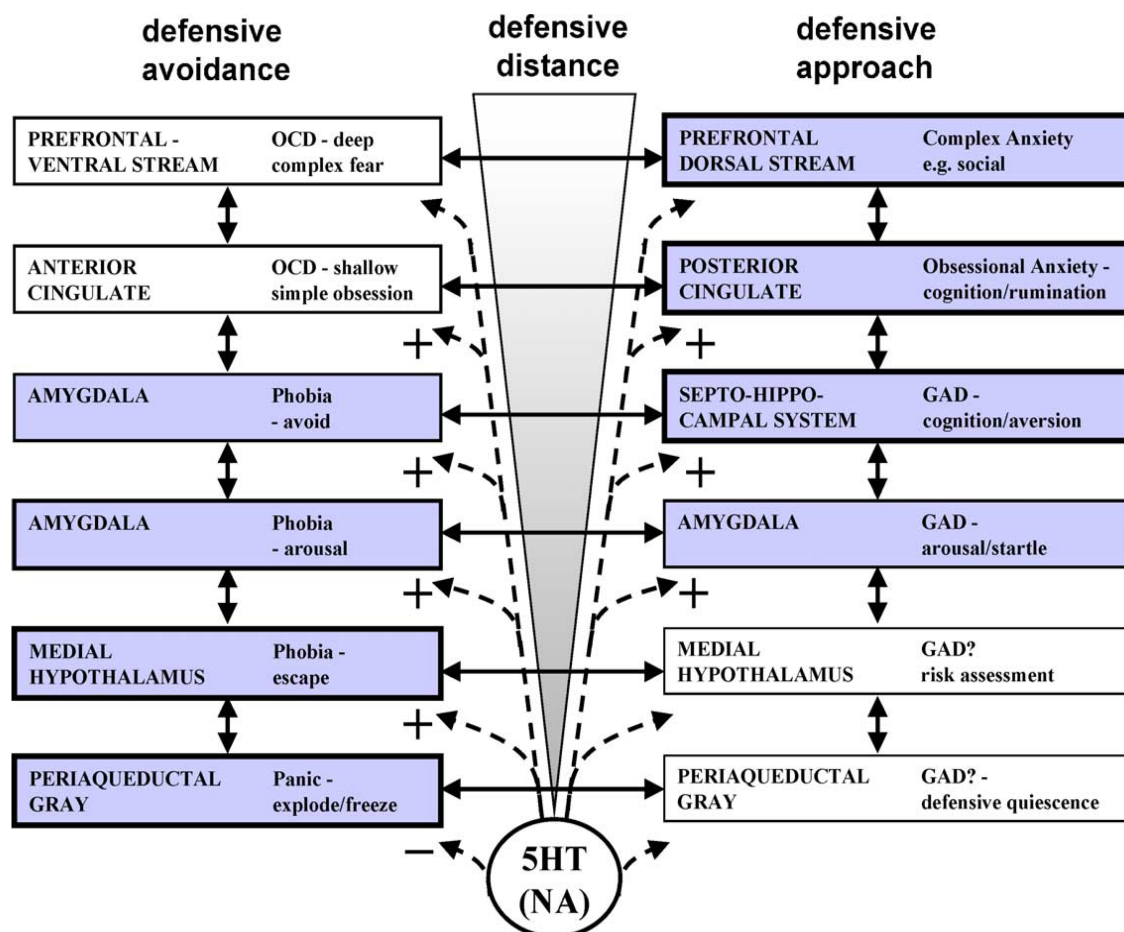 defensive avoidance
defensive distance
defensive approach
PREFRONTAL - OCD - deep
VENTRAL STREAM complex fear
PREFRONTAL Complex Anxiety
DORSAL STREAM e.g. social
ANTERIOR OCD - shallow
CINGULATE simple obsession
POSTERIOR Obsessional Anxiety -
CINGULATE cognition/rumination
+ +
AMYGDALA Phobia
- avoid
SEPTO-HIPPO- GAD -
CAMPAL SYSTEM cognition/aversion
+ +
AMYGDALA Phobia
- arousal
AMYGDALA GAD -
arousal/startle
+ +
MEDIAL Phobia -
HYPOTHALAMUS escape
MEDIAL GAD?
HYPOTHALAMUS risk assessment
+
PERIAQUEDUCTAL Panic -
GRAY explode/freeze
PERIAQUEDUCTAL GAD? -
GRAY defensive quiescence
−
5HT
(NA)